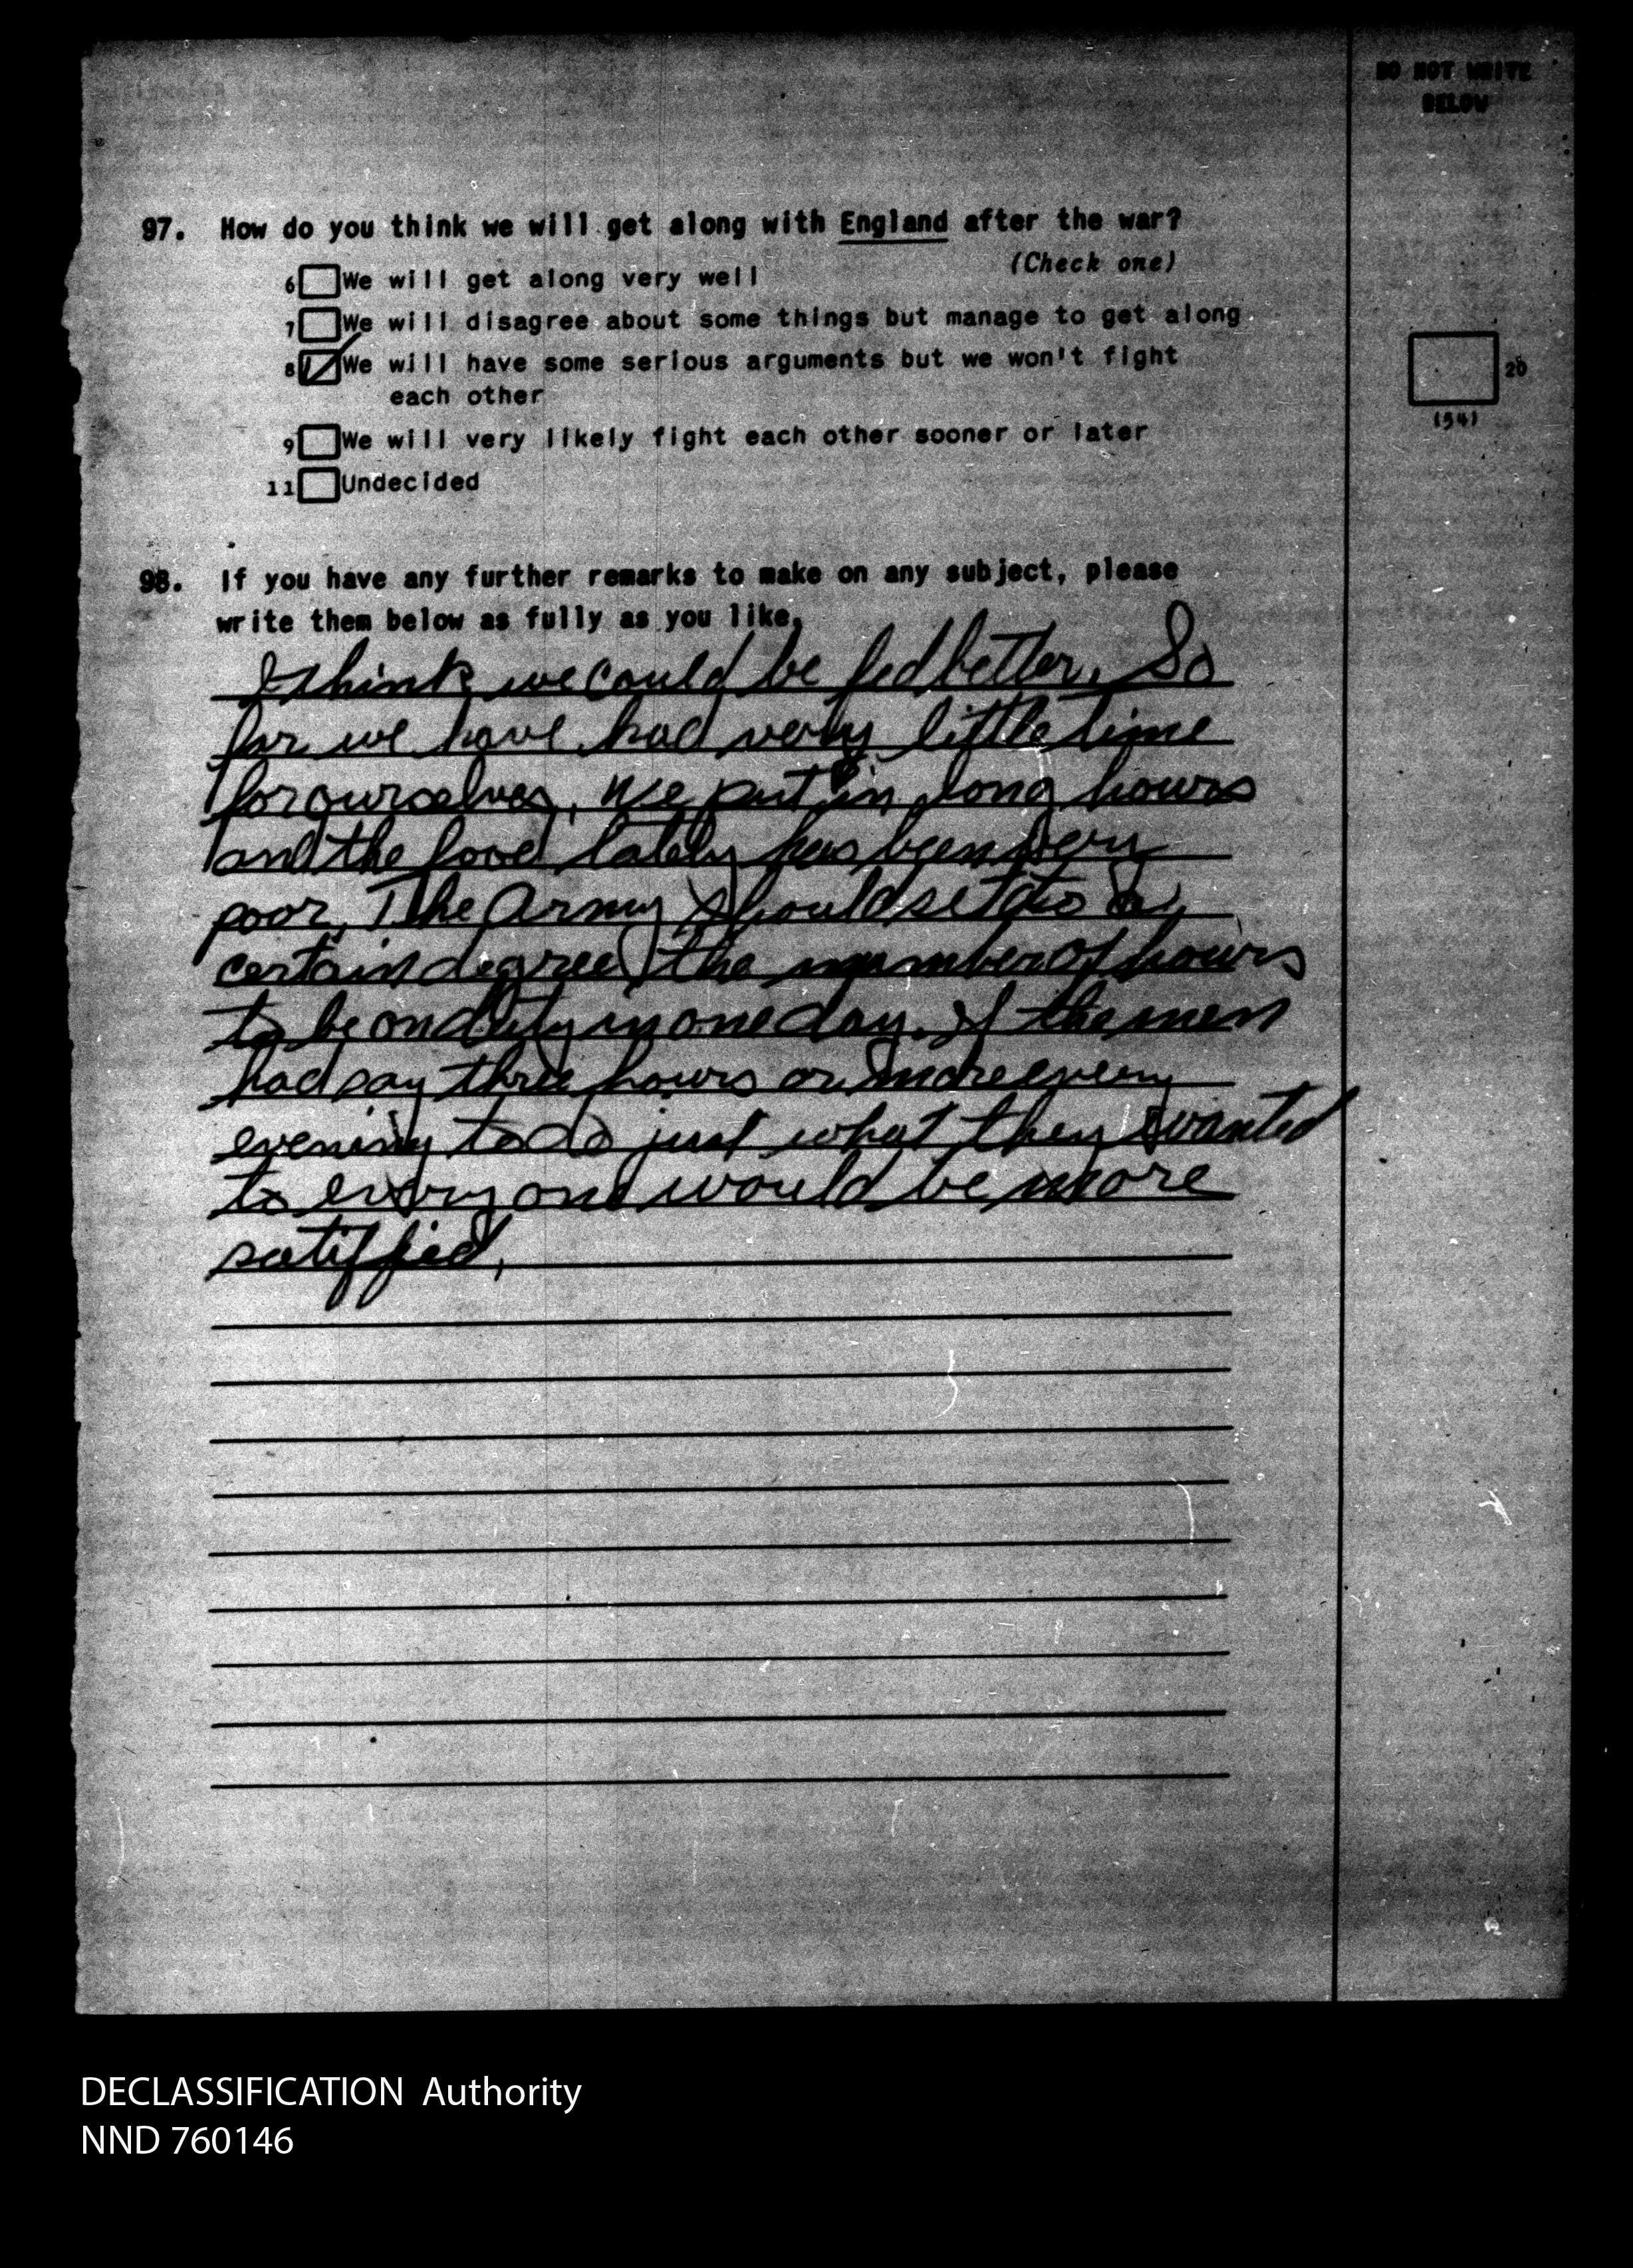 DO NOT WRITE
BELOW
97. How do you think we will get along with England after the war?
(Check one)
6 We will get along very well
7 We will disagree about some things but manage to get along.
8 We will have some serious arguments but we won't fight
each other
9 We will very likely fight each other sooner or later
11 Undecided
20
(54)
98. If you have any further remarks to make on any subject, please
write them below as fully as you like.
I think we could be fed better. So
far we have had very little time
for ourselves. We put in long hours
and the food lately has been very
poor. The Army should set to a
certain degree the number of hours
to be on duty in one day. If the men
had say three hours or more every
evening to do just what they wanted
to everyone would be more
satiffied.
DECLASSIFICATION Authority
NND 760146